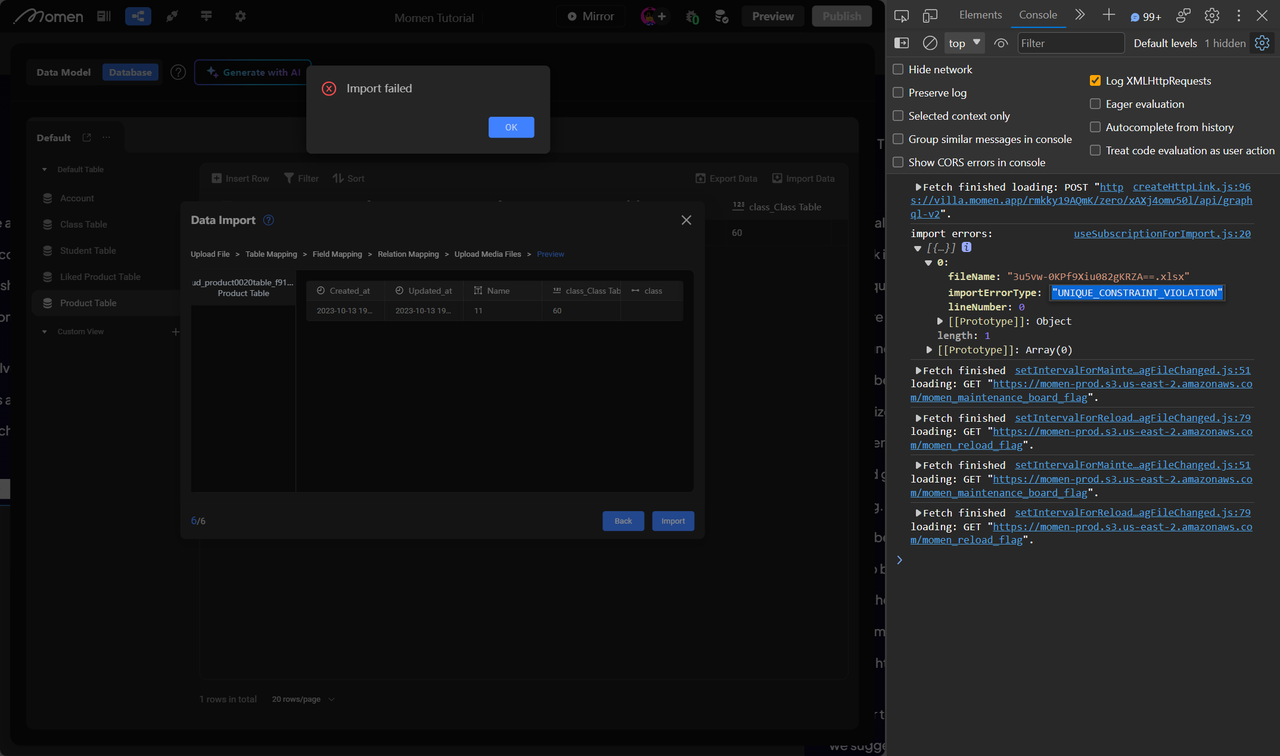 Momen
Momen Tutorial
Mirror
Preview
Publish
Data Model
Database
Generate with AI
Import failed
OK
Default
Default Table
Account
Class Table
Student Table
Liked Product Table
Product Table
Custom View
Insert Row
Filter
Sort
Export Data
Import Data
class_Class Table
60
Data Import
Upload File > Table Mapping > Field Mapping > Relation Mapping > Upload Media Files > Preview
ud_product0020table_f91...
Product Table
Created_at
Updated_at
Name
class_Class Tab
class
2023-10-13 19...
2023-10-13 19...
11
60
6/6
Back
Import
1 rows in total
20 rows/page
we sugge
Elements
Console
99+
top
Filter
Default levels
1 hidden
Hide network
Log XMLHttpRequests
Preserve log
Eager evaluation
Selected context only
Autocomplete from history
Group similar messages in console
Treat code evaluation as user action
Show CORS errors in console
Fetch finished loading: POST "http createHttpLink.js:96
s://villa.momen.app/rmkky19AQmK/zero/xAXj4omv50l/api/graph
ql-v2".
import errors: useSubscriptionForImport.js:20
[{…}]
0:
fileName: "3u5vw-0KPf9Xiu082gKRZA==.xlsx"
importErrorType: "UNIQUE_CONSTRAINT_VIOLATION"
lineNumber: 0
[[Prototype]]: Object
length: 1
[[Prototype]]: Array(0)
Fetch finished setIntervalForMainte…agFileChanged.js:51
loading: GET "https://momen-prod.s3.us-east-2.amazonaws.co
m/momen_maintenance_board_flag".
Fetch finished setIntervalForReload…agFileChanged.js:79
loading: GET "https://momen-prod.s3.us-east-2.amazonaws.co
m/momen_reload_flag".
Fetch finished setIntervalForMainte…agFileChanged.js:51
loading: GET "https://momen-prod.s3.us-east-2.amazonaws.co
m/momen_maintenance_board_flag".
Fetch finished setIntervalForReload…agFileChanged.js:79
loading: GET "https://momen-prod.s3.us-east-2.amazonaws.co
m/momen_reload_flag".